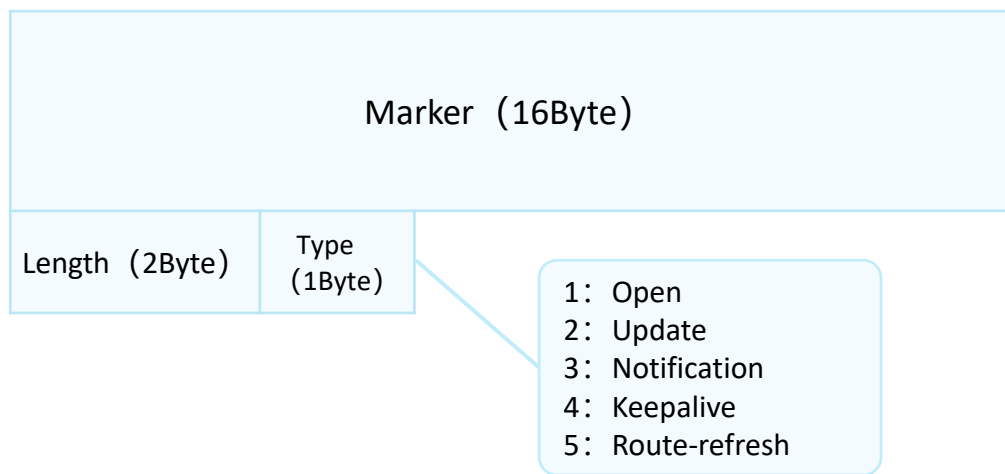 Marker（16Byte）
Length（2Byte）
Type
（1Byte）
1：Open
2：Update
3：Notification
4：Keepalive
5：Route-refresh